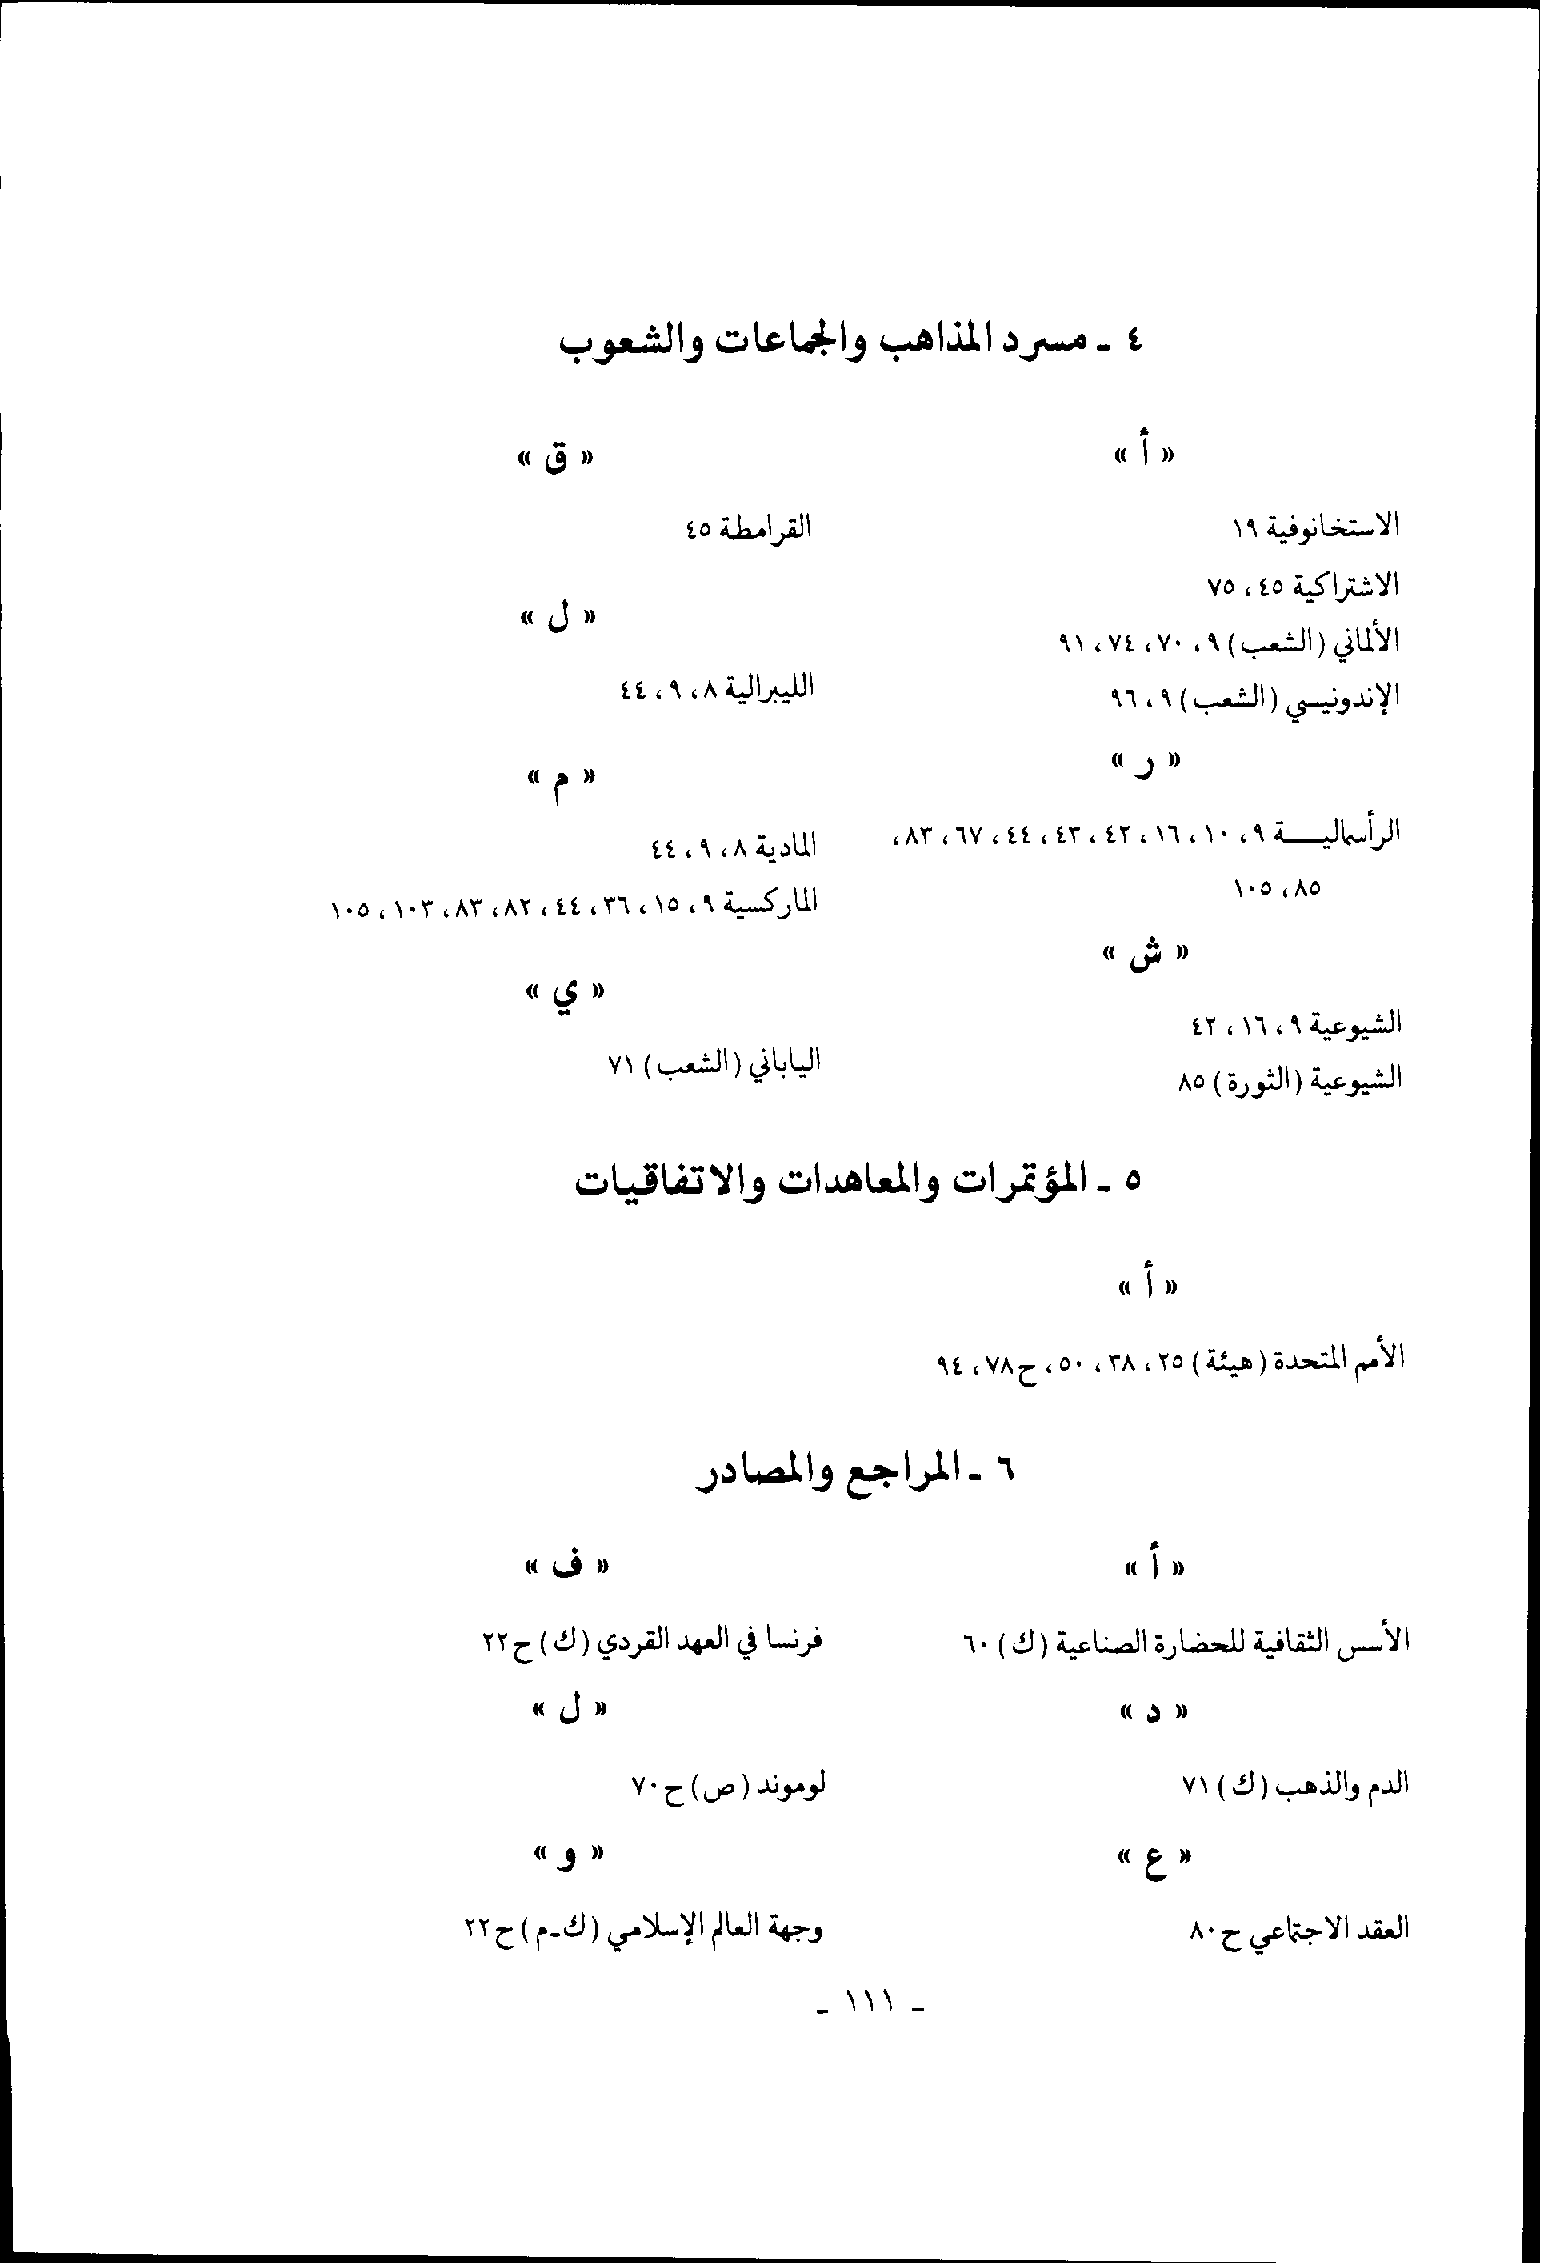 ٤ - مسرد المذاهب والجماعات والشعوب
« أ »
الاستخانوفية ١٩
الاشتراكية ٤٥، ٧٥
الألماني (الشعب) ٩، ٧٠، ٧٤، ٩١
الإندونيسي (الشعب) ٩، ٩٦
« ر »
الرأسماليـــة ٩، ١٠، ١٦، ٤٢، ٤٣، ٤٤، ٦٧، ٨٣،
٨٥، ١٠٥
« ش »
الشيوعية ٩، ١٦، ٤٢
الشيوعية (الثورة) ٨٥
« ق »
القرامطة ٤٥
« ل »
الليبرالية ٨، ٩، ٤٤
« م »
المادية ٨، ٩، ٤٤
الماركسية ٩، ١٥، ٣٦، ٤٤، ٨٢، ٨٣، ١٠٣، ١٠٥
« ي »
الياباني (الشعب) ٧١
٥ - المؤتمرات والمعاهدات والاتفاقيات
« أ »
الأمم المتحدة (هيئة) ٢٥، ٣٨، ٥٠، ح٧٨، ٩٤
٦ - المراجع والمصادر
« أ »
الأسس الثقافية للحضارة الصناعية (ك) ٦٠
« د »
الدم والذهب (ك) ٧١
« ع »
العقد الاجتماعي ح٨٠
« ف »
فرنسا في العهد القردي (ك) ح٢٢
« ل »
لوموند (ص) ح٧٠
« و »
وجهة العالم الإسلامي (ك-م) ح٢٢
- ١١١ -